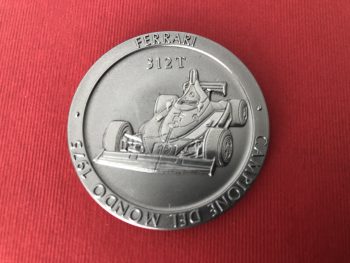 FERRARI
312T
CAMPIONE DEL MONDO 1975